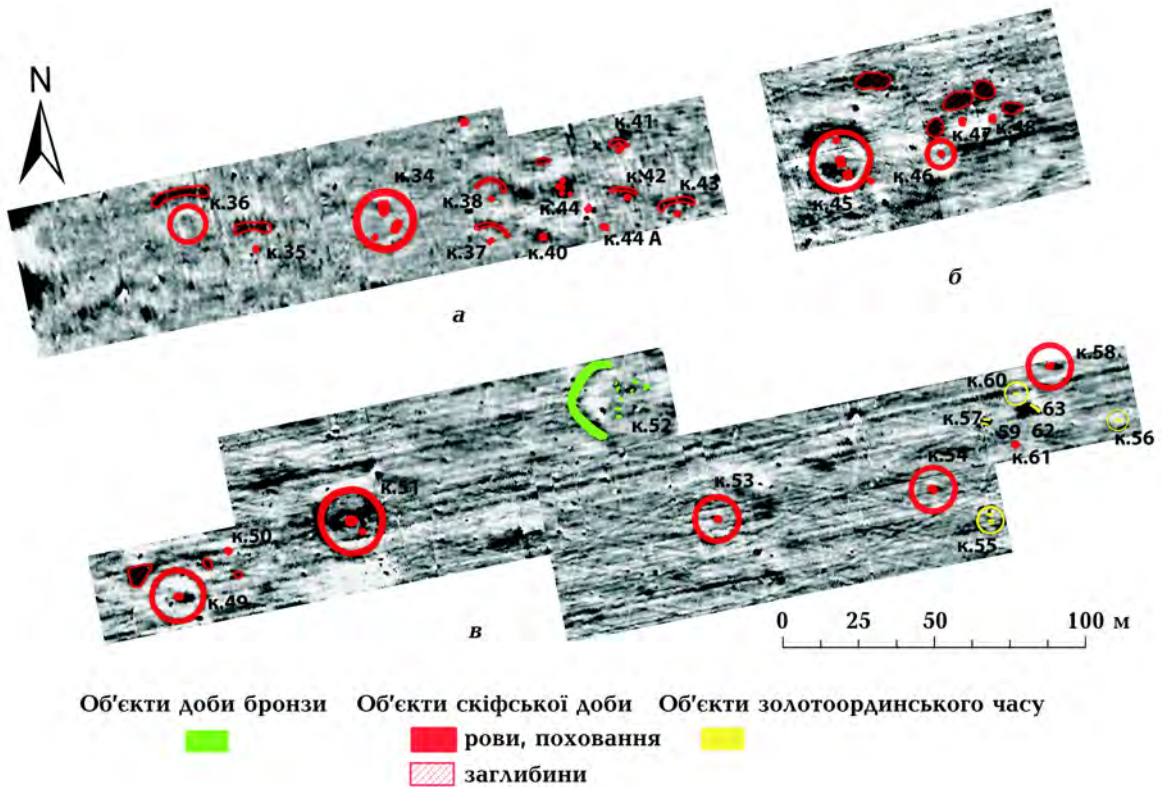 N
к.41
к.34
к.42
к.43
к.36
к.38
к.44
к.35
к.37
к.40
к.44 А
а
к.47
к.48
к.46
к.45
б
к.58
к.60
к.52
к.57
63
59
62
к.56
к.61
к.54
к.53
к.51
к.55
к.50
к.49
в
0 25 50 100 м
Об'єкти доби бронзи Об'єкти скіфської доби Об'єкти золотоординського часу
рови, поховання
заглибини